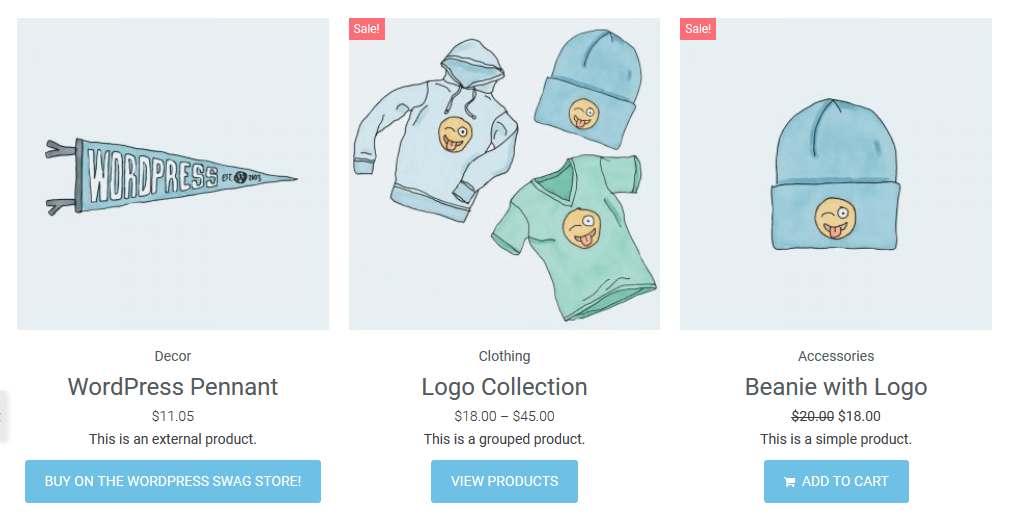 WORDPRESS EST. W 2003
Decor
WordPress Pennant
$11.05
This is an external product.
BUY ON THE WORDPRESS SWAG STORE!
Sale!
Clothing
Logo Collection
$18.00 – $45.00
This is a grouped product.
VIEW PRODUCTS
Sale!
Accessories
Beanie with Logo
$20.00 $18.00
This is a simple product.
ADD TO CART